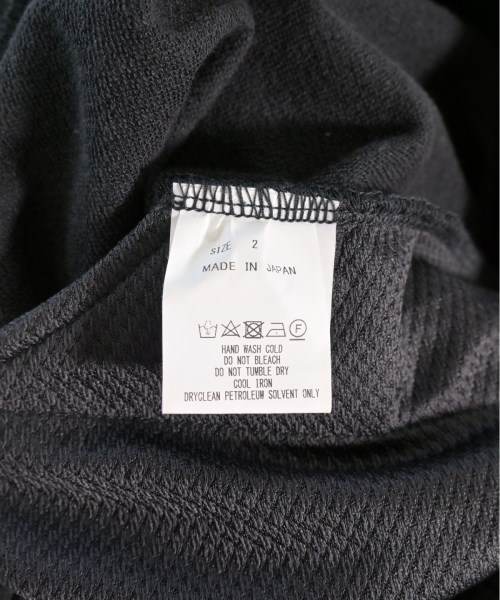 SIZE 2
MADE IN JAPAN
F
HAND WASH COLD
DO NOT BLEACH
DO NOT TUMBLE DRY
COOL IRON
DRYCLEAN PETROLEUM SOLVENT ONLY